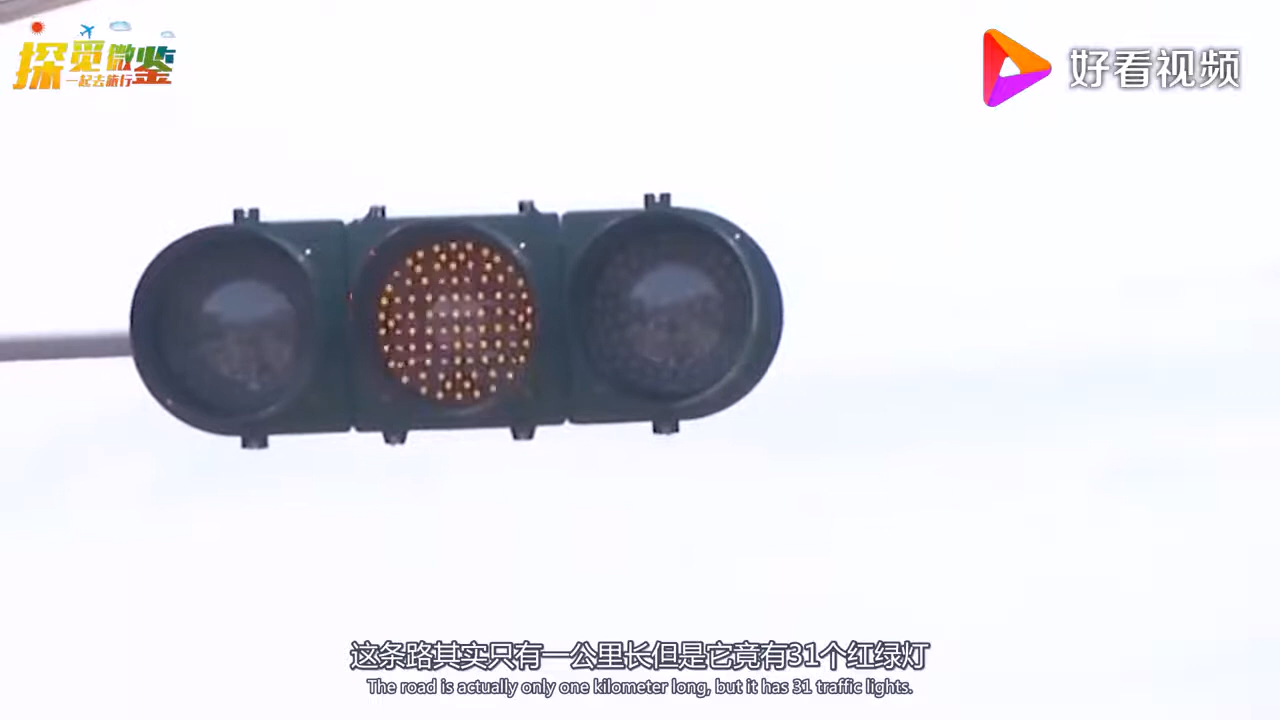 探觅微鉴
一起去旅行
好看视频
这条路其实只有一公里长但是它竟有31个红绿灯
The road is actually only one kilometer long, but it has 31 traffic lights.